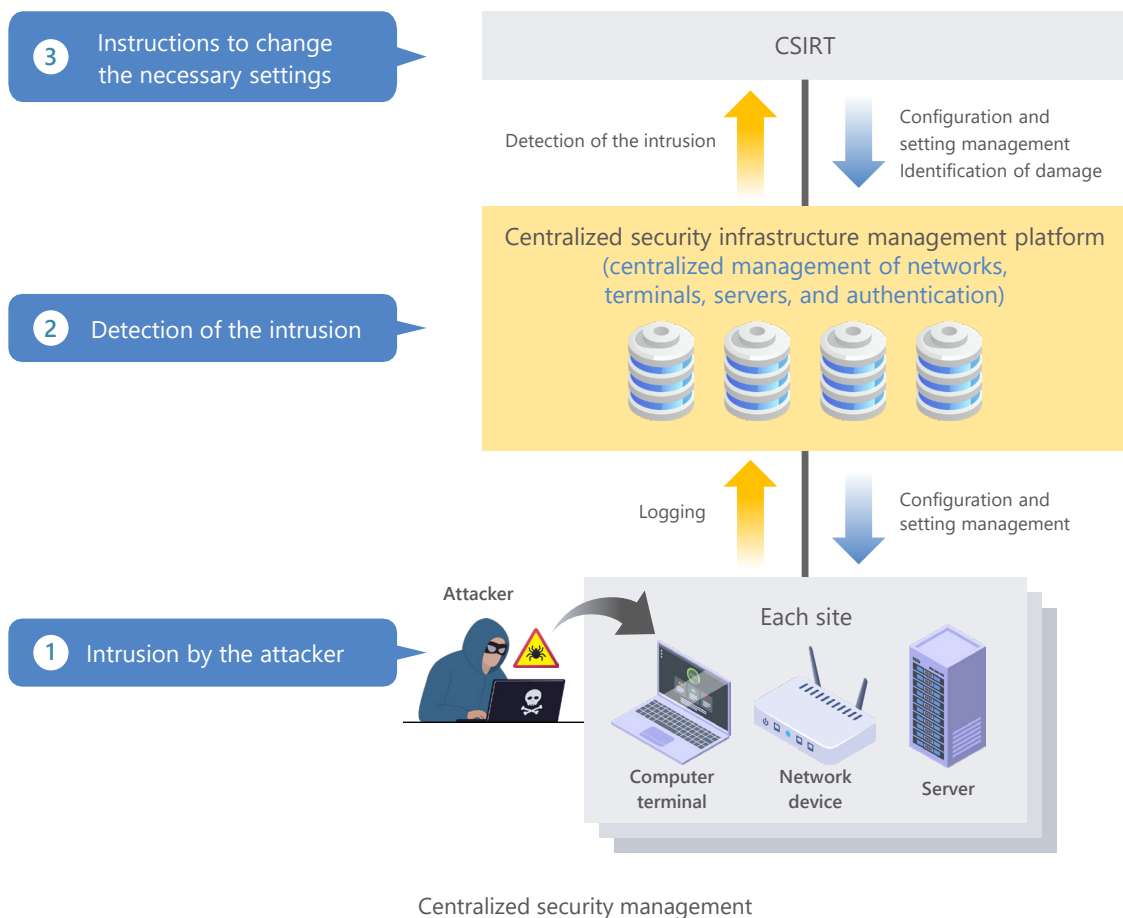 3
Instructions to change
the necessary settings
CSIRT
Detection of the intrusion
Configuration and
setting management
Identification of damage
Centralized security infrastructure management platform
(centralized management of networks,
terminals, servers, and authentication)
2
Detection of the intrusion
Logging
Configuration and
setting management
Attacker
Each site
1
Intrusion by the attacker
Computer
terminal
Network
device
Server
Centralized security management